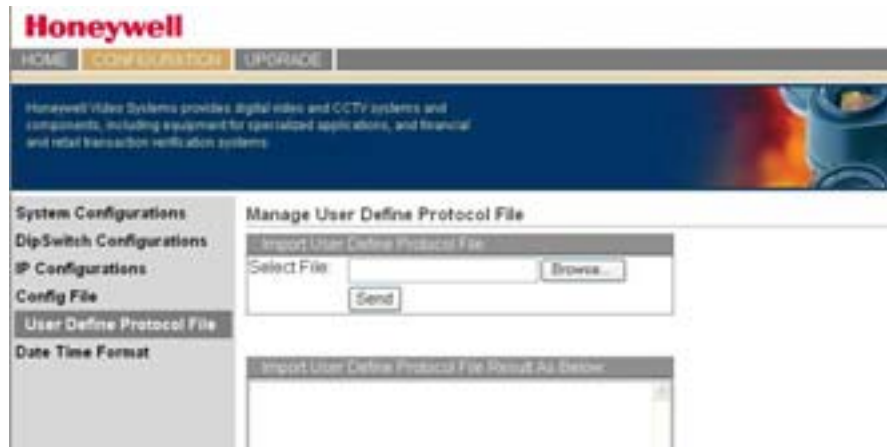 Honeywell
HOME CONFIGURATION UPGRADE
Honeywell Video Systems provides digital video and CCTV systems and
components, including equipment for specialized applications, and financial
and retail transaction verification systems.
System Configurations
DipSwitch Configurations
IP Configurations
Config File
User Define Protocol File
Date Time Format
Manage User Define Protocol File
Import User Define Protocol File
Select File: Browse...
Send
Import User Define Protocol File Result As Below: